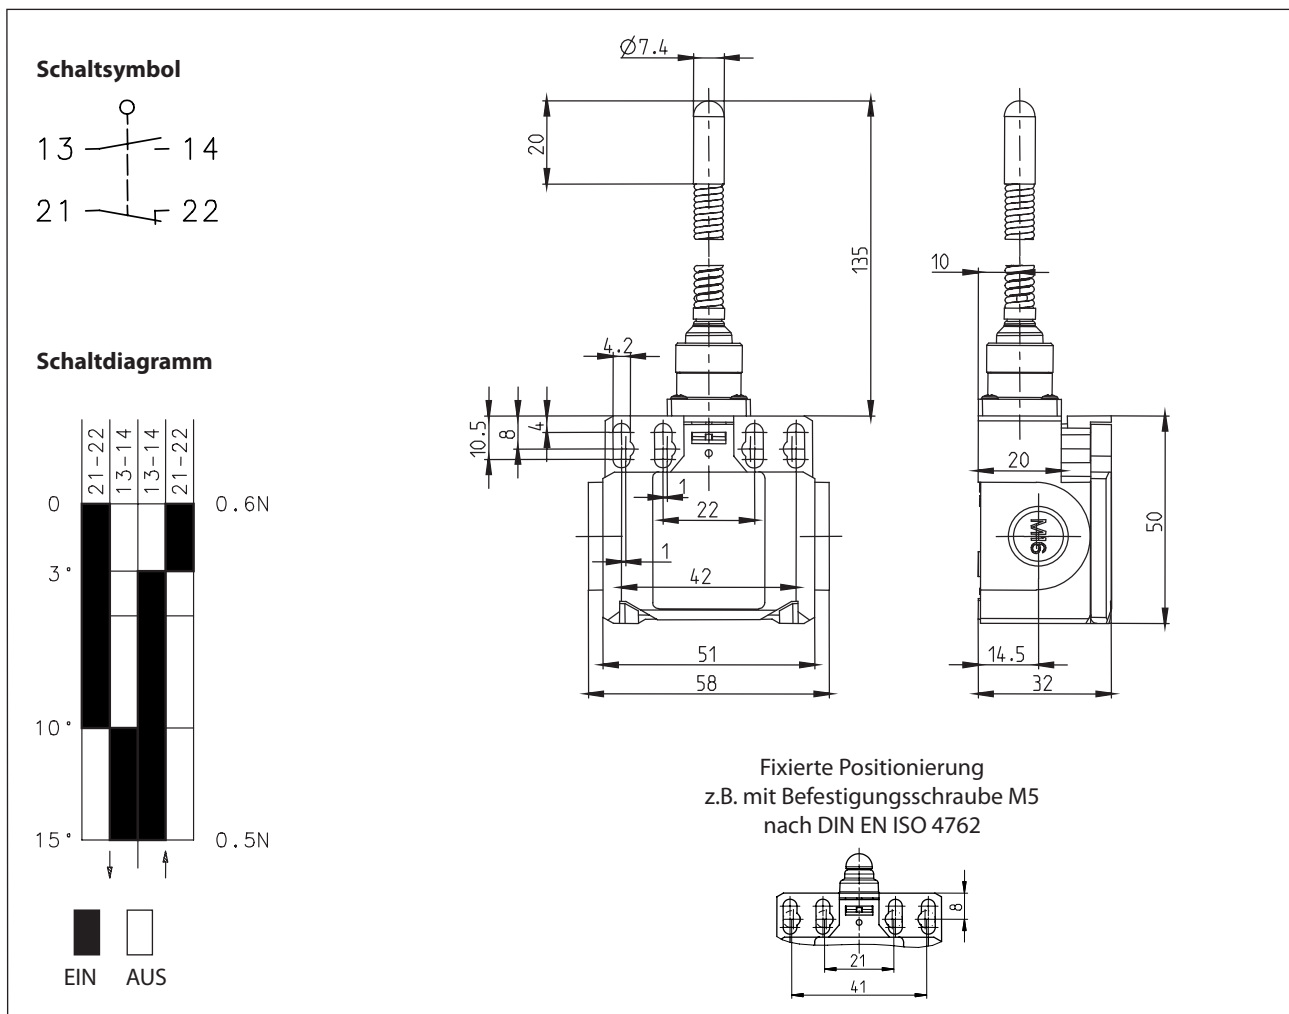 Schaltsymbol
13 14
21 22
Schaltdiagramm
21-22
13-14
13-14
21-22
0 0.6N
3°
10°
15° 0.5N
EIN AUS
Ø7.4
20
135
4.2
10.5
8
4
1
22
1
42
51
58
10
20
M16
50
14.5
32
Fixierte Positionierung
z.B. mit Befestigungsschraube M5
nach DIN EN ISO 4762
8
21
41